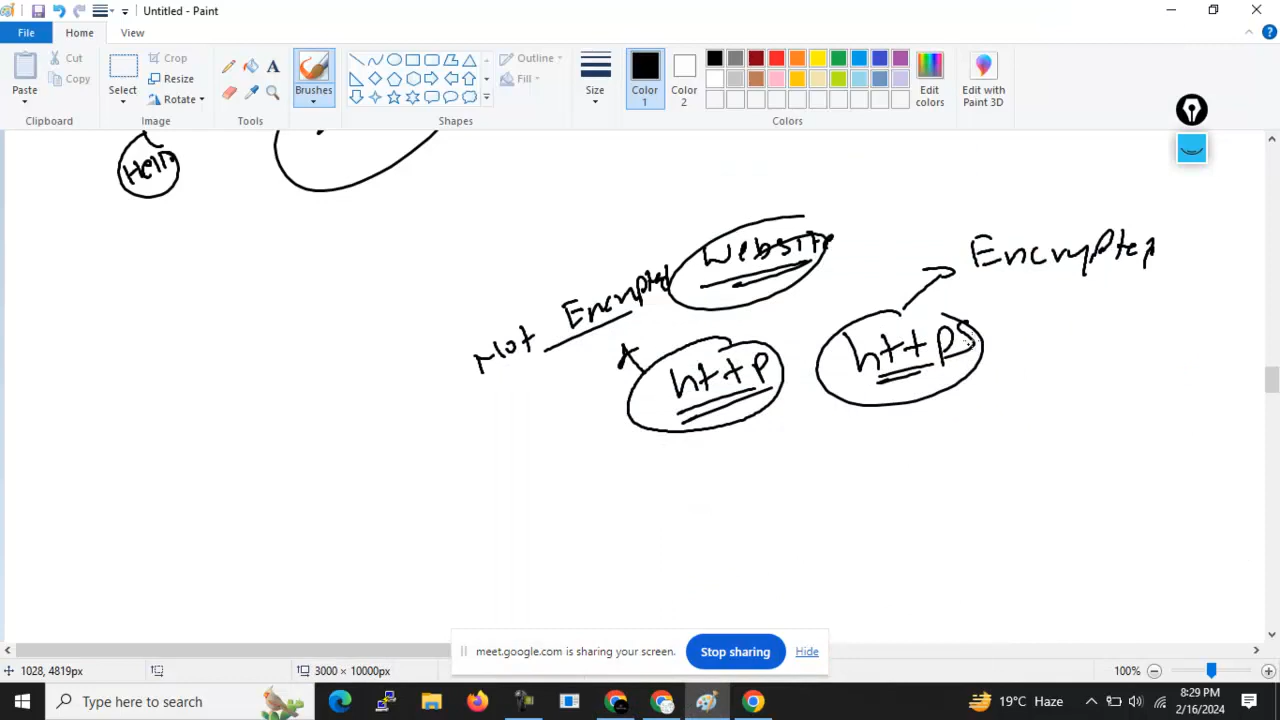 Untitled - Paint
File
Home
View
Paste
Cut
Copy
Clipboard
Select
Crop
Resize
Rotate
Image
Tools
Brushes
Shapes
Outline
Fill
Size
Color 1
Color 2
Edit colors
Edit with Paint 3D
Colors
Hello
Website
Not Encrypted
Encrypted
http
https
meet.google.com is sharing your screen.
Stop sharing
Hide
1028, 4819px
3000 × 10000px
100%
Type here to search
19°C Haze
8:29 PM
2/16/2024